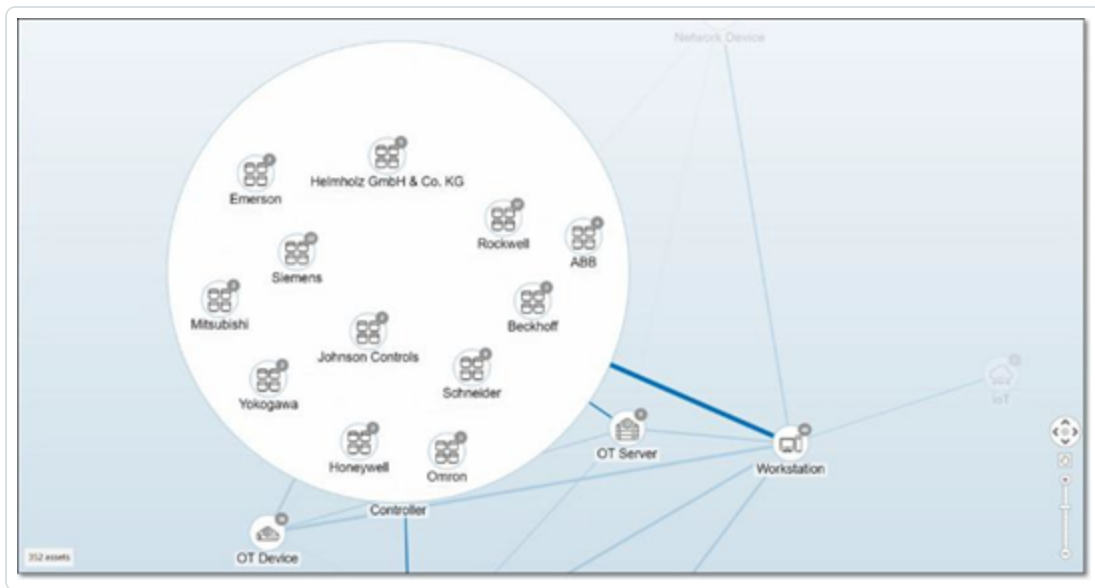 Network Device
Helmholz GmbH & Co. KG
Emerson
Rockwell
ABB
Siemens
Mitsubishi
Beckhoff
Johnson Controls
Schneider
Yokogawa
IoT
OT Server
Honeywell
Omron
Workstation
Controller
OT Device
352 assets